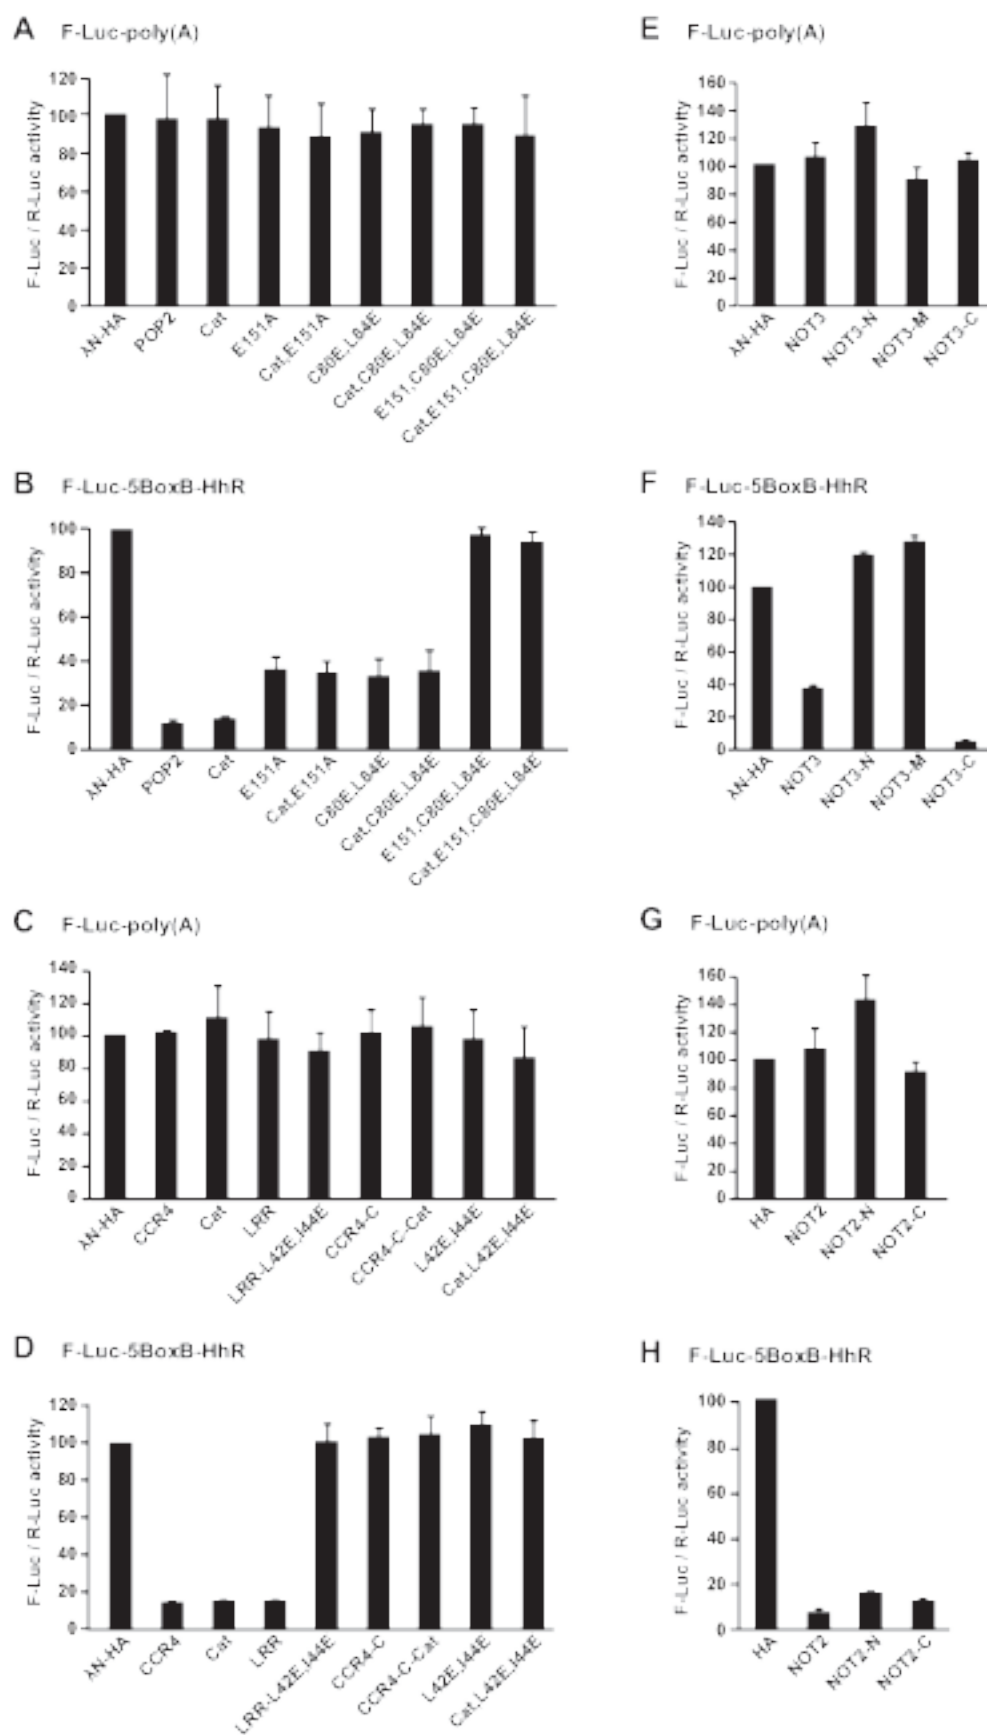 A F-Luc-poly(A)
F-Luc / R-Luc activity
120
100
80
60
40
20
0
λN-HA
POP2
Cat
E151A
Cat,E151A
C80E,L84E
Cat,C80E,L84E
E151,C80E,L84E
Cat,E151,C80E,L84E
B F-Luc-5BoxB-HhR
F-Luc / R-Luc activity
100
80
60
40
20
0
λN-HA
POP2
Cat
E151A
Cat,E151A
C80E,L84E
Cat,C80E,L84E
E151,C80E,L84E
Cat,E151,C80E,L84E
C F-Luc-poly(A)
F-Luc / R-Luc activity
140
120
100
80
60
40
20
0
λN-HA
CCR4
Cat
LRR
LRR-L42E,I44E
CCR4-C
CCR4-C-Cat
L42E,I44E
Cat,L42E,I44E
D F-Luc-5BoxB-HhR
F-Luc / R-Luc activity
120
100
80
60
40
20
0
λN-HA
CCR4
Cat
LRR
LRR-L42E,I44E
CCR4-C
CCR4-C-Cat
L42E,I44E
Cat,L42E,I44E
E F-Luc-poly(A)
F-Luc / R-Luc activity
160
140
120
100
80
60
40
20
0
λN-HA
NOT3
NOT3-N
NOT3-M
NOT3-C
F F-Luc-5BoxB-HhR
F-Luc / R-Luc activity
140
120
100
80
60
40
20
0
λN-HA
NOT3
NOT3-N
NOT3-M
NOT3-C
G F-Luc-poly(A)
F-Luc / R-Luc activity
160
140
120
100
80
60
40
20
0
HA
NOT2
NOT2-N
NOT2-C
H F-Luc-5BoxB-HhR
F-Luc / R-Luc activity
100
80
60
40
20
0
HA
NOT2
NOT2-N
NOT2-C